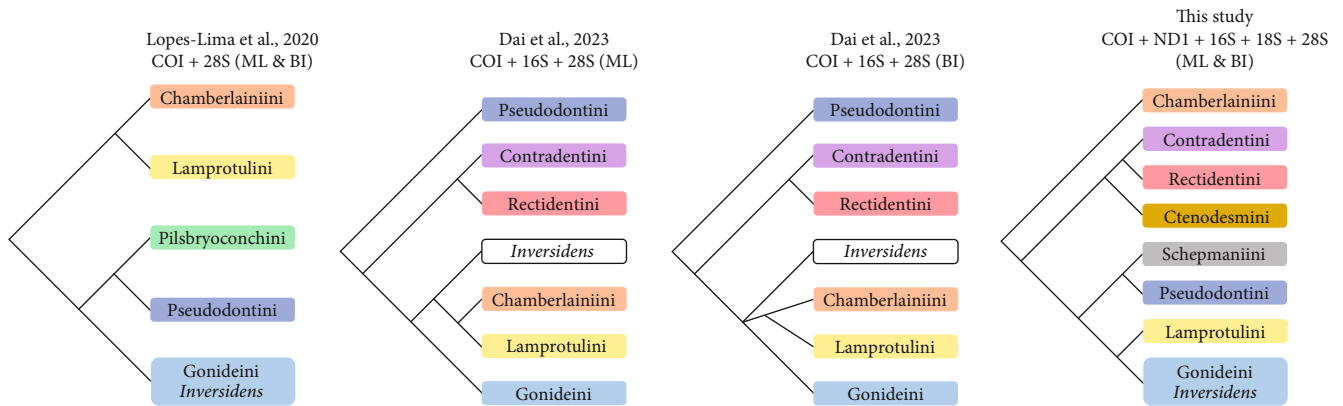 Lopes-Lima et al., 2020
COI + 28S (ML & BI)
Chamberlainiini
Lamprotulini
Pilsbryoconchini
Pseudodontini
Gonideini
Inversidens
Dai et al., 2023
COI + 16S + 28S (ML)
Pseudodontini
Contradentini
Rectidentini
Inversidens
Chamberlainiini
Lamprotulini
Gonideini
Dai et al., 2023
COI + 16S + 28S (BI)
Pseudodontini
Contradentini
Rectidentini
Inversidens
Chamberlainiini
Lamprotulini
Gonideini
This study
COI + ND1 + 16S + 18S + 28S
(ML & BI)
Chamberlainiini
Contradentini
Rectidentini
Ctenodesmini
Schepmaniini
Pseudodontini
Lamprotulini
Gonideini
Inversidens